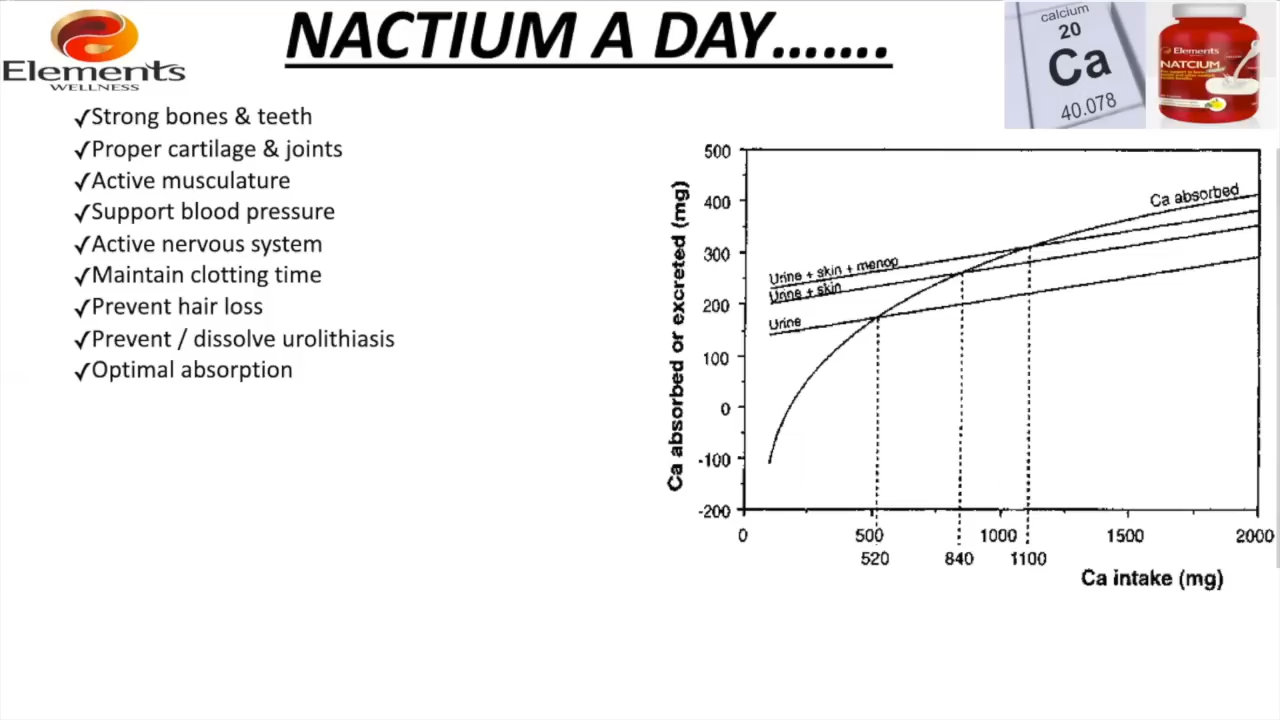 Elements
WELLNESS
NACTIUM A DAY…….
calcium
20
Ca
40.078
Elements
NATCIUM
✓Strong bones & teeth
✓Proper cartilage & joints
✓Active musculature
✓Support blood pressure
✓Active nervous system
✓Maintain clotting time
✓Prevent hair loss
✓Prevent / dissolve urolithiasis
✓Optimal absorption
Ca absorbed or excreted (mg)
500
400
300
200
100
0
-100
-200
Ca absorbed
Urine + skin + menop
Urine + skin
Urine
0
500
1000
1500
2000
520
840
1100
Ca intake (mg)